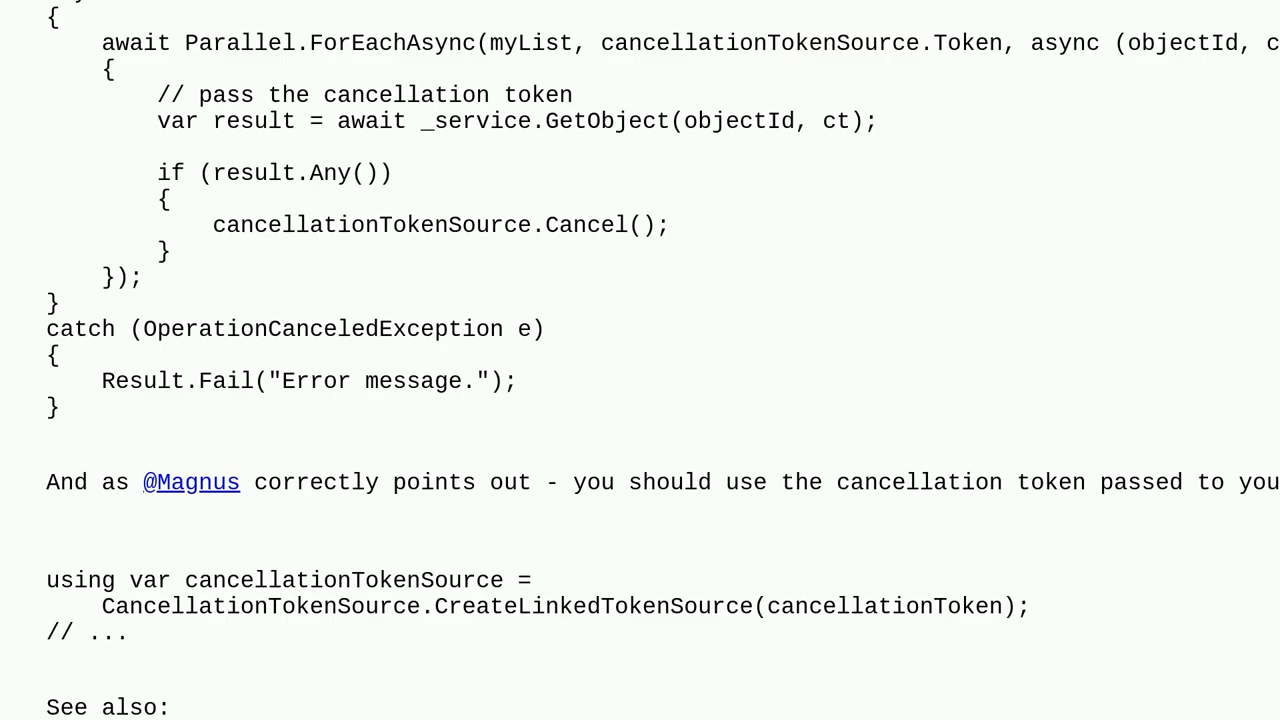 {
await Parallel.ForEachAsync(myList, cancellationTokenSource.Token, async (objectId, c
{
// pass the cancellation token
var result = await _service.GetObject(objectId, ct);
if (result.Any())
{
cancellationTokenSource.Cancel();
}
});
}
catch (OperationCanceledException e)
{
Result.Fail("Error message.");
}
And as @Magnus correctly points out - you should use the cancellation token passed to you
using var cancellationTokenSource =
CancellationTokenSource.CreateLinkedTokenSource(cancellationToken);
// ...
See also: